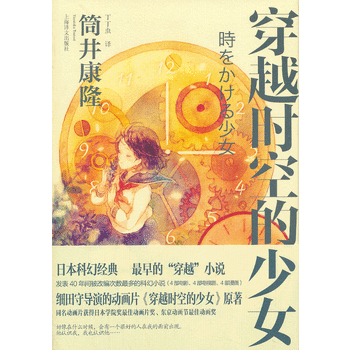 穿越时空的少女
時をかける少女
筒井康隆
Yasutaka Tsutsui
丁丁虫 译
上海译文出版社
日本科幻经典 最早的“穿越”小说
发表40年间被改编次数最多的科幻小说
细田守导演的动画片《穿越时空的少女》原著
同名动画片获得日本学院奖最佳动画片奖、东京动画节最佳动画奖